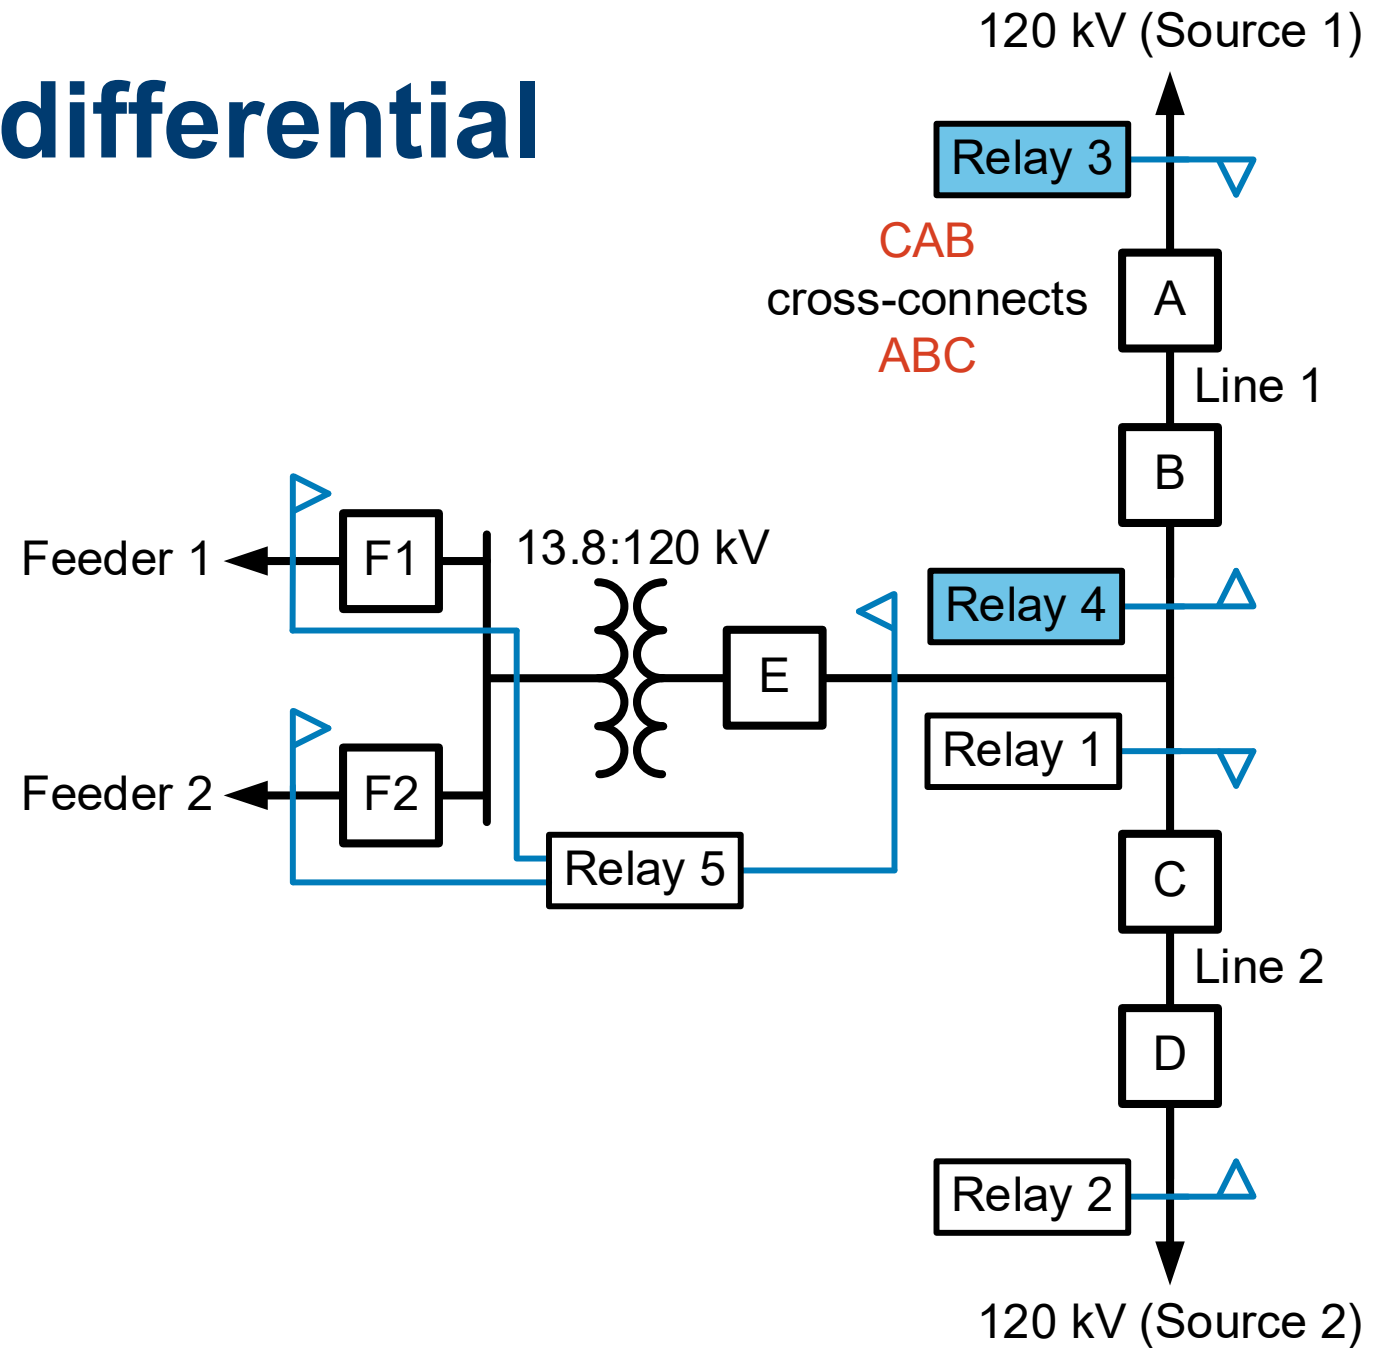 differential
120 kV (Source 1)
Relay 3
CAB
cross-connects
ABC
A
Line 1
B
Feeder 1
F1
13.8:120 kV
Relay 4
E
Relay 1
Feeder 2
F2
Relay 5
C
Line 2
D
Relay 2
120 kV (Source 2)